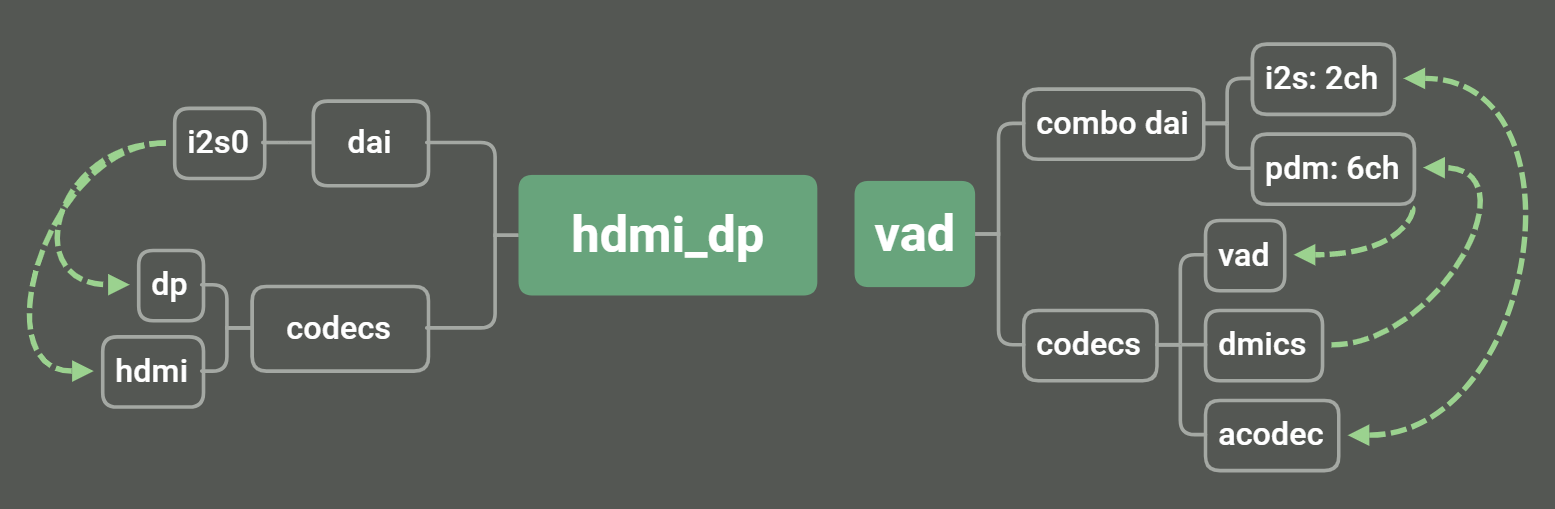 i2s0
dai
dp
hdmi
codecs
hdmi_dp
vad
combo dai
i2s: 2ch
pdm: 6ch
codecs
vad
dmics
acodec